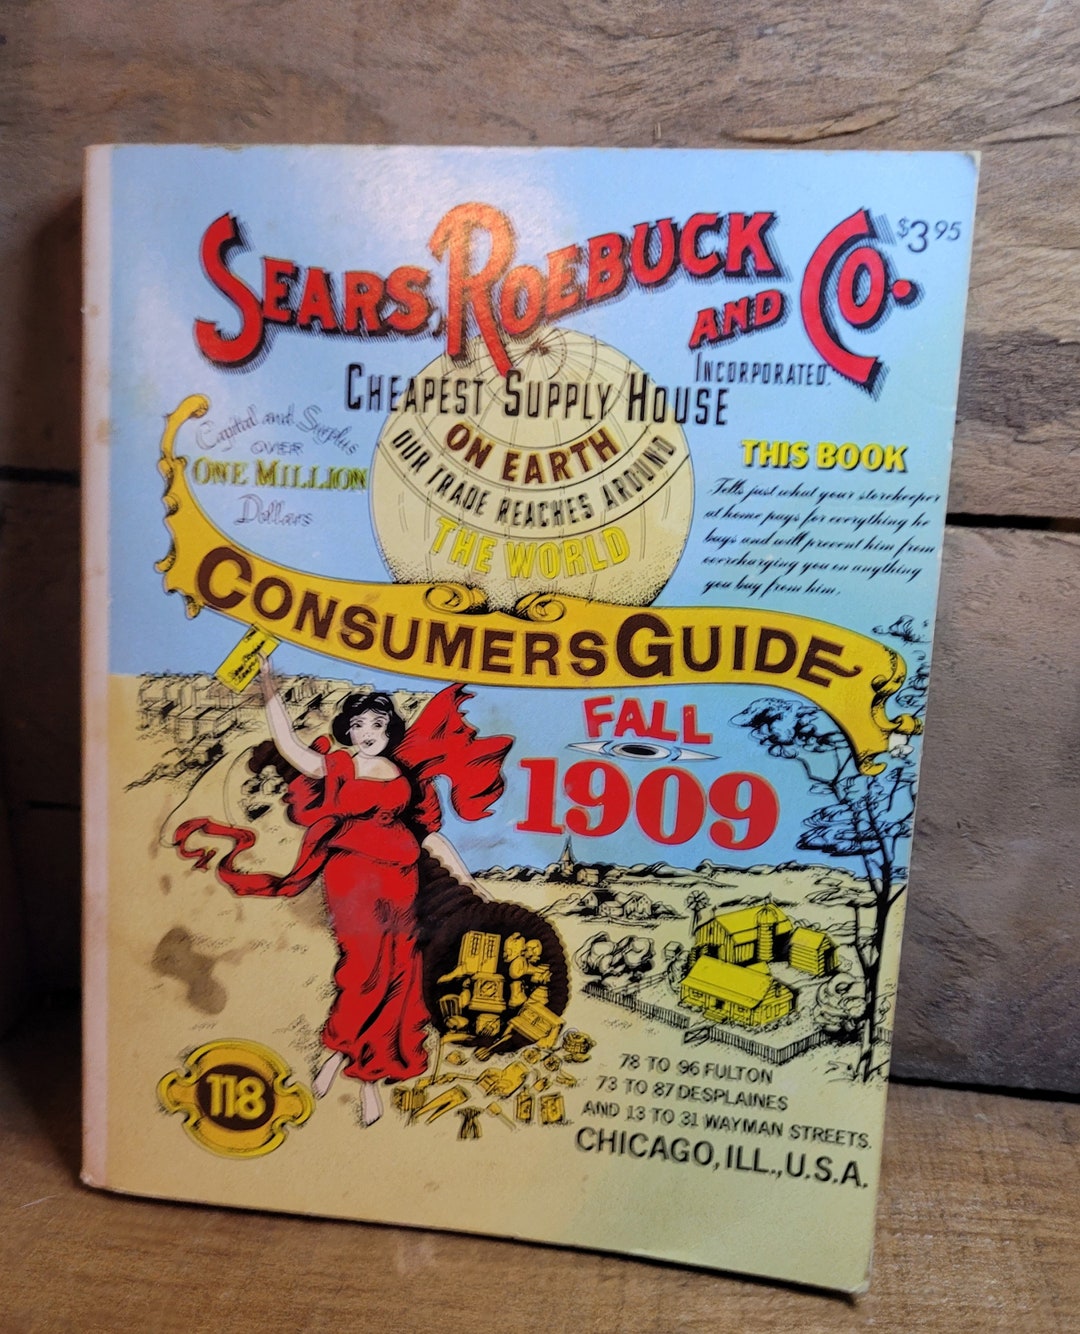 SEARS, ROEBUCK AND CO.
$3.95
INCORPORATED.
CHEAPEST SUPPLY HOUSE
ON EARTH
OUR TRADE REACHES AROUND
THE WORLD
Capital and Surplus
OVER
ONE MILLION
Dollars
THIS BOOK
Tells just what your storekeeper
at home pays for everything he
buys and will prevent him from
overcharging you on anything
you buy from him.
CONSUMERS GUIDE
FALL
1909
118
78 TO 96 FULTON
73 TO 87 DESPLAINES
AND 13 TO 31 WAYMAN STREETS.
CHICAGO, ILL., U.S.A.